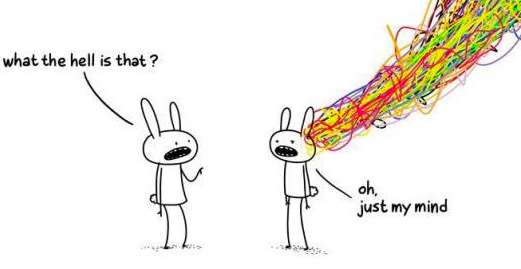 what the hell is that ?
oh,
just my mind